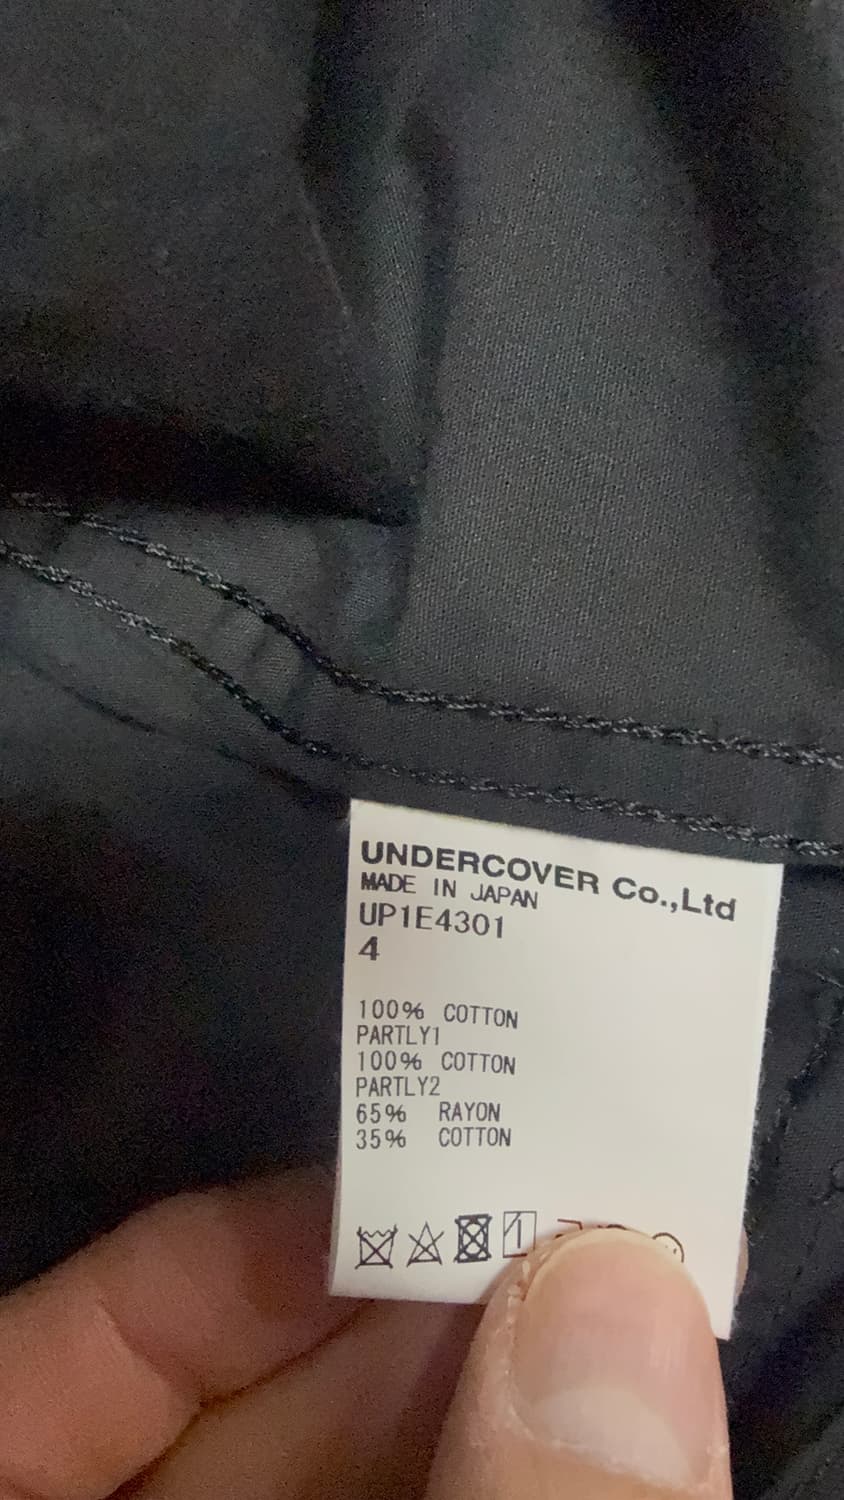 UNDERCOVER Co.,Ltd
MADE IN JAPAN
UP1E4301
4
100% COTTON
PARTLY1
100% COTTON
PARTLY2
65% RAYON
35% COTTON